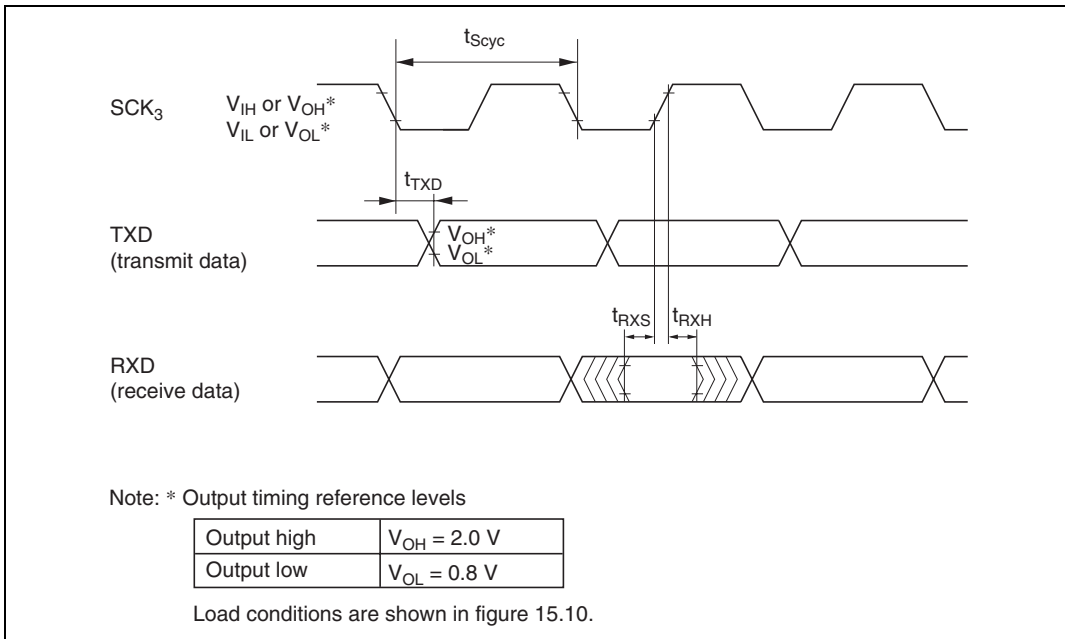 tScyc
SCK3
VIH or VOH*
VIL or VOL*
tTXD
TXD
(transmit data)
VOH*
VOL*
tRXS tRXH
RXD
(receive data)
Note: * Output timing reference levels
Output high VOH = 2.0 V
Output low VOL = 0.8 V
Load conditions are shown in figure 15.10.